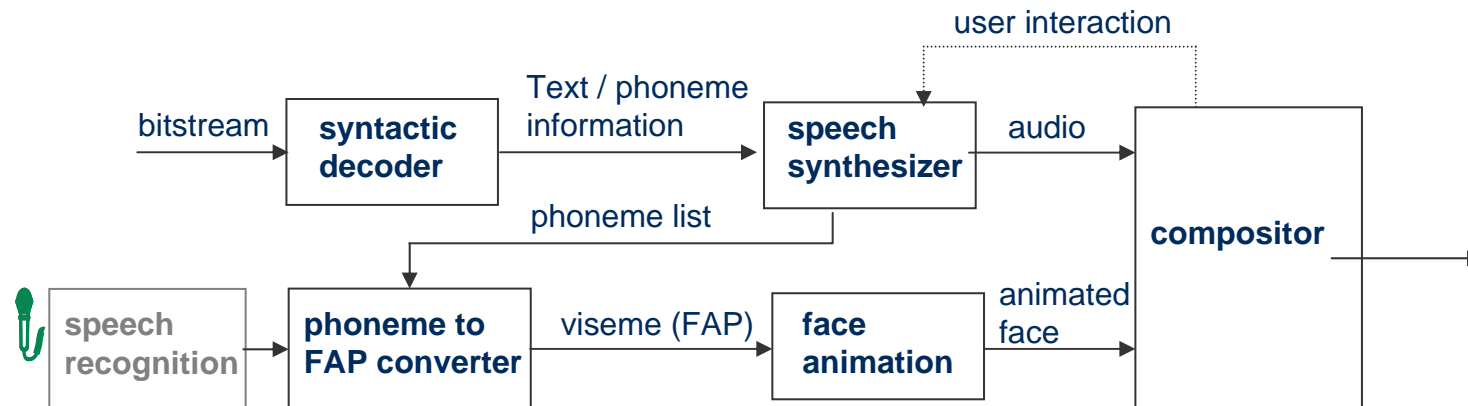 user interaction
bitstream
syntactic
decoder
Text / phoneme
information
speech
synthesizer
audio
phoneme list
compositor
speech
recognition
phoneme to
FAP converter
viseme (FAP)
face
animation
animated
face